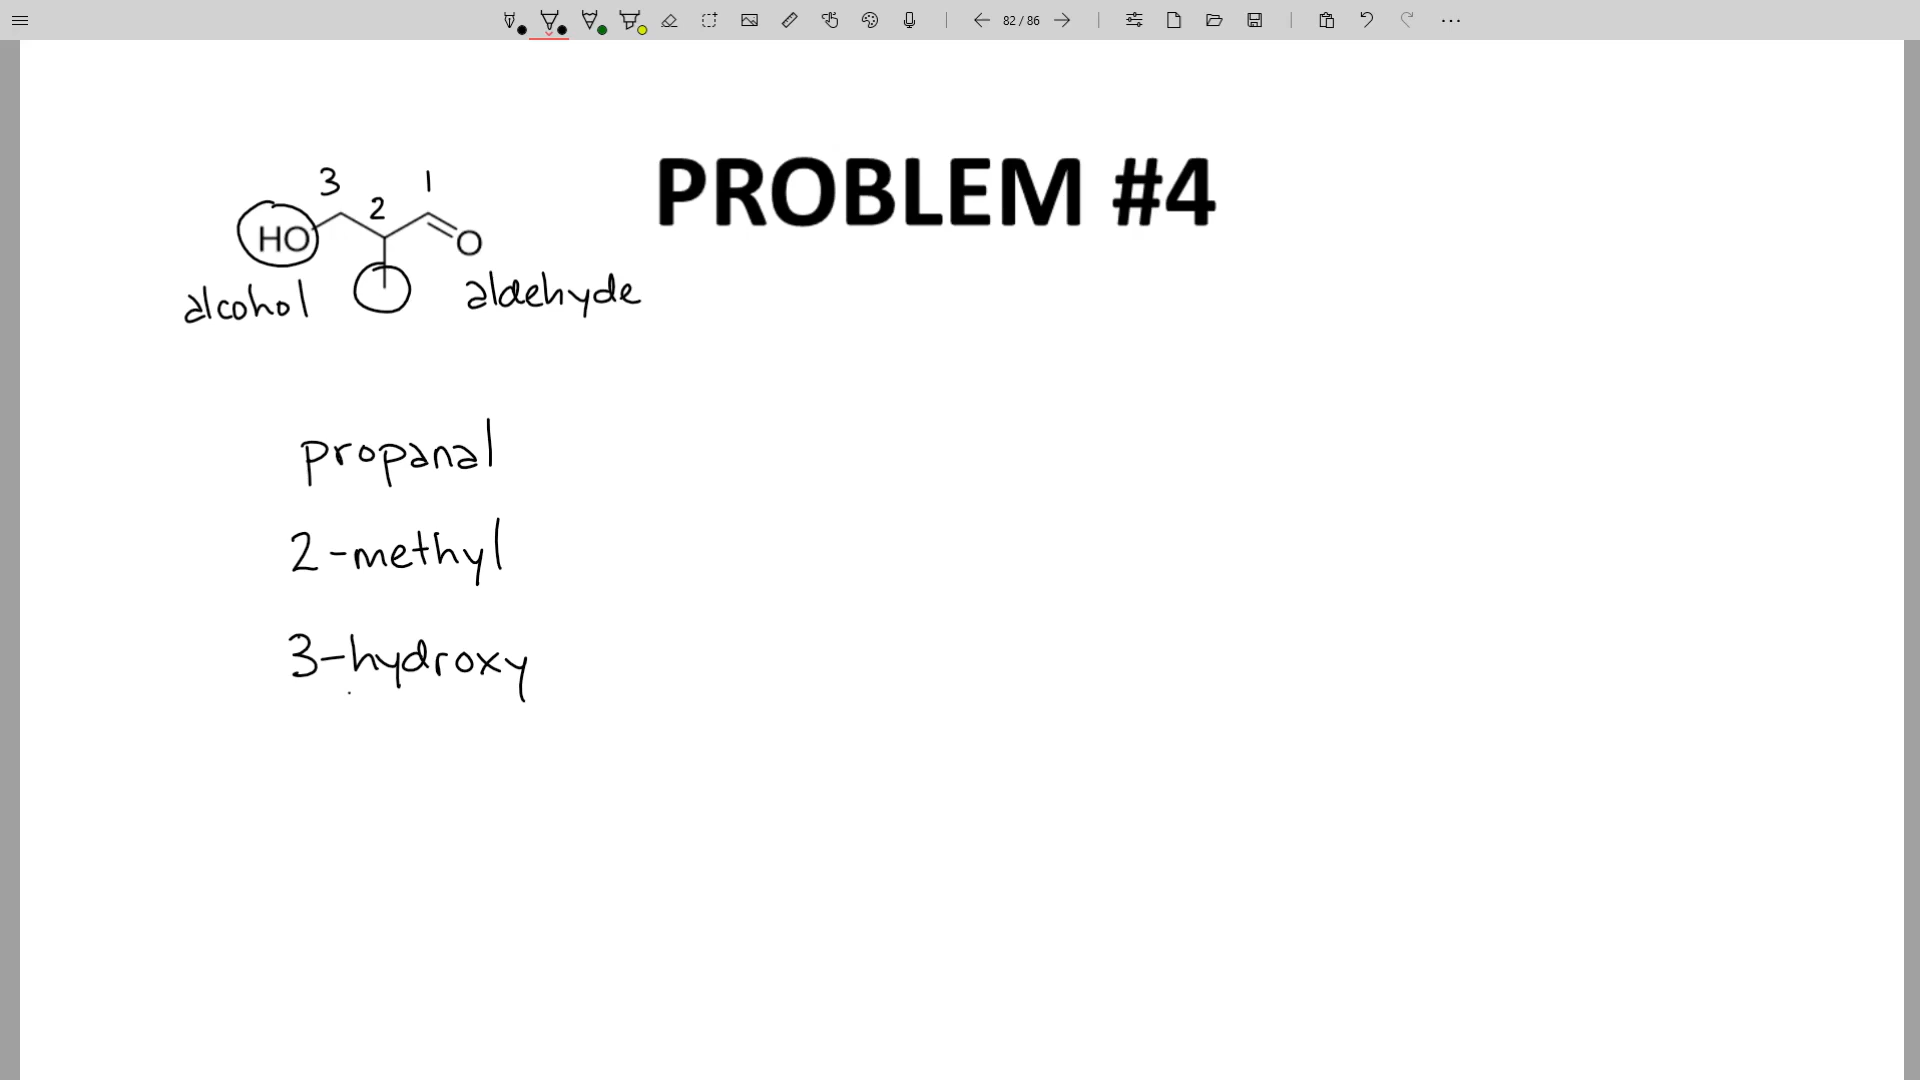 82 / 86
PROBLEM #4
3 2 1
HO O
alcohol aldehyde
propanal
2-methyl
3-hydroxy